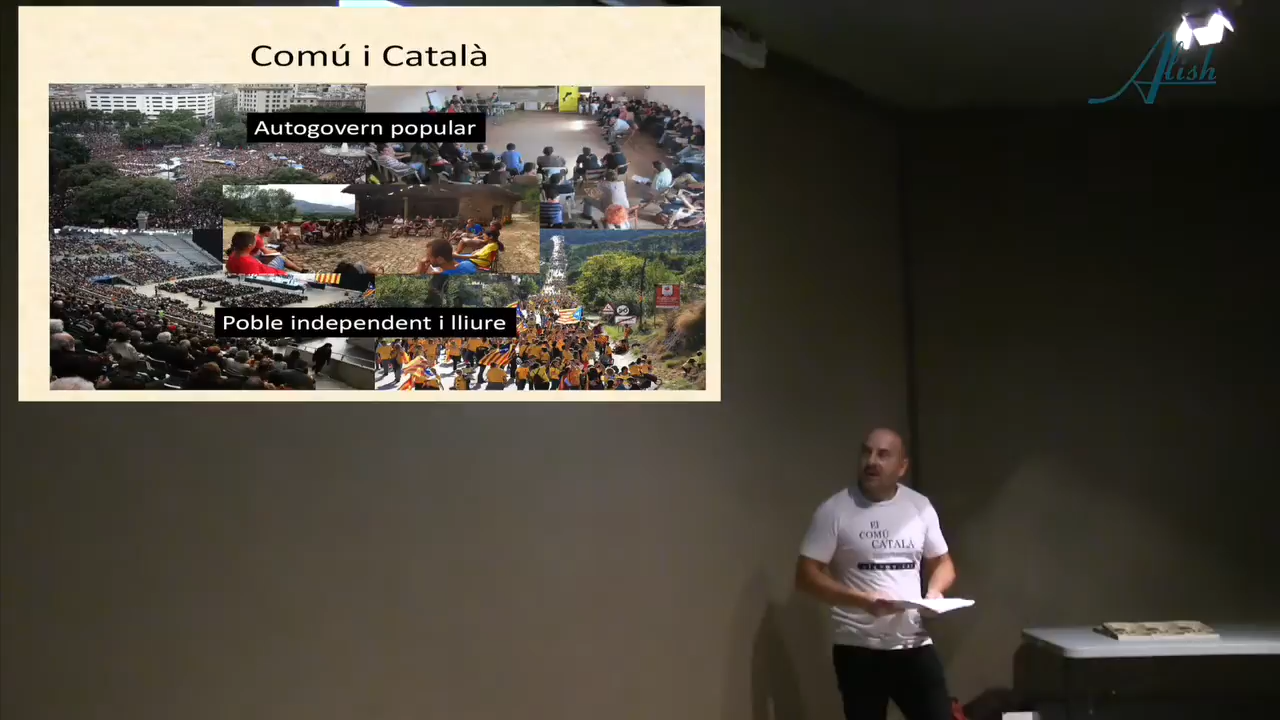 Comú i Català
Autogovern popular
Poble independent i lliure
Alish
El
COMÚ
CATALÀ